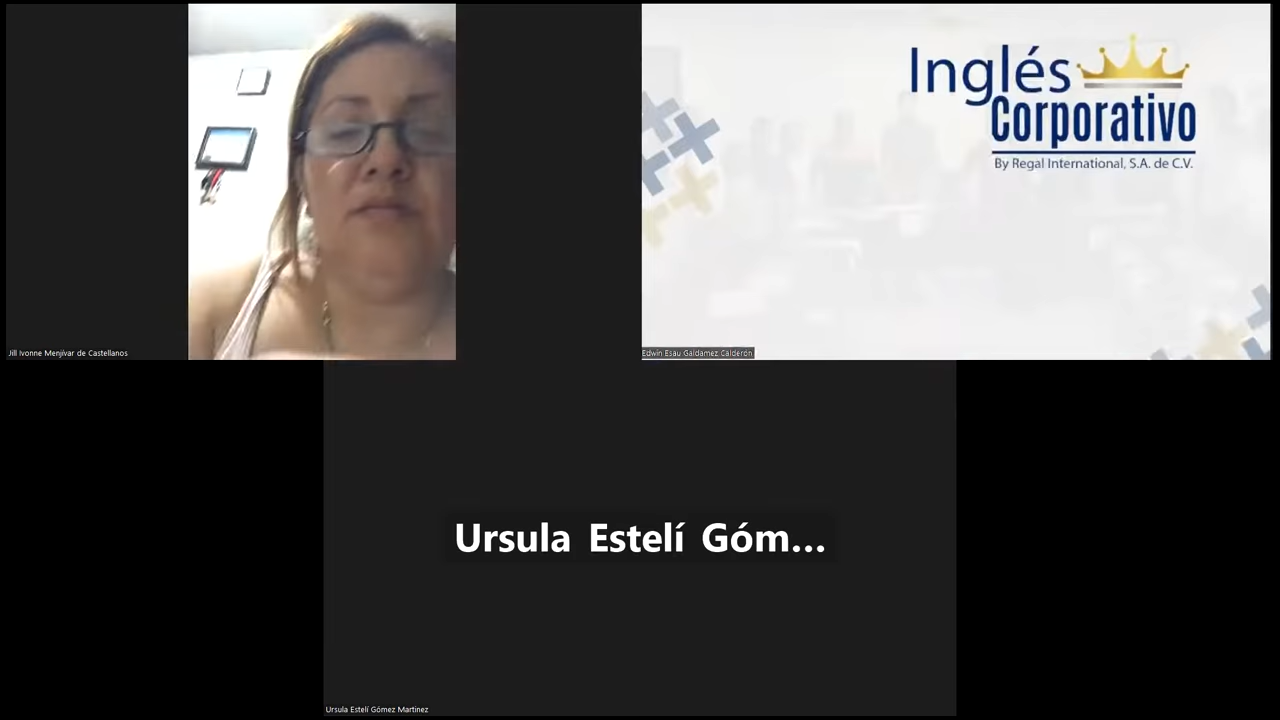 Inglés
Corporativo
By Regal International, S.A. de C.V.
Jill Ivonne Menjívar de Castellanos
Edwin Esau Galdamez Calderón
Ursula Estelí Góm...
Ursula Estelí Gómez Martinez